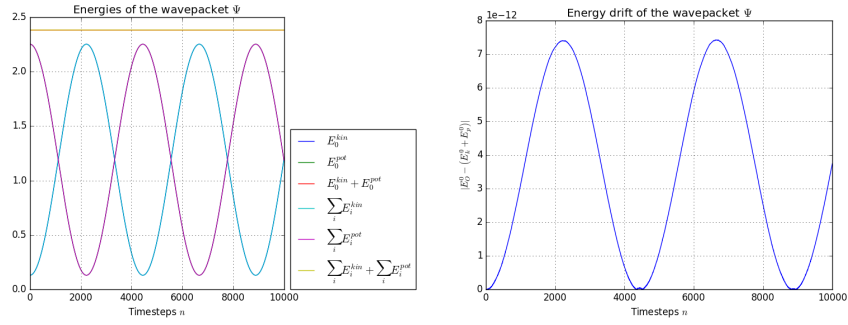 Energies of the wavepacket Ψ
2.5
2.0
1.5
1.0
0.5
0.0
0 2000 4000 6000 8000 10000
Timesteps n
E_0^{kin}
E_0^{pot}
E_0^{kin} + E_0^{pot}
∑_i E_i^{kin}
∑_i E_i^{pot}
∑_i E_i^{kin} + ∑_i E_i^{pot}
Energy drift of the wavepacket Ψ
1e−12
8
7
6
5
4
3
2
1
0
|E_O^0 − (E_k^0 + E_p^0)|
0 2000 4000 6000 8000 10000
Timesteps n